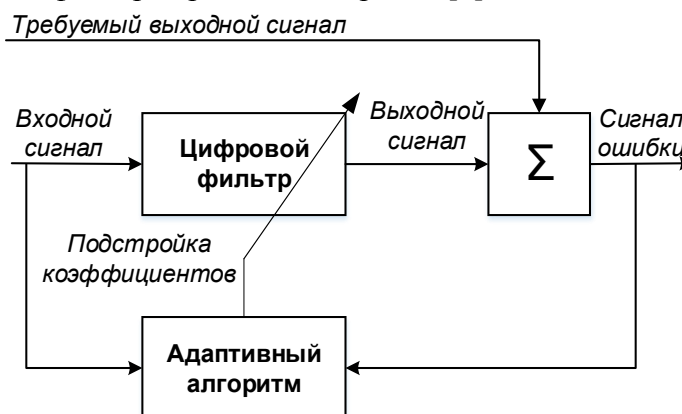 Требуемый выходной сигнал
Входной
сигнал
Цифровой
фильтр
Выходной
сигнал
Σ
Сигнал
ошибки
Подстройка
коэффициентов
Адаптивный
алгоритм